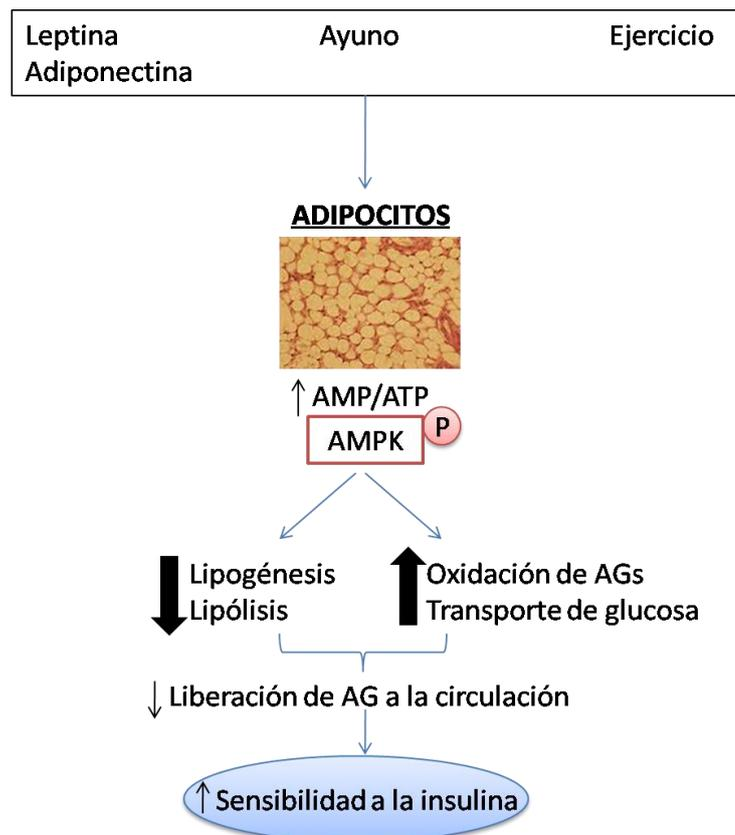 Leptina Ayuno Ejercicio
Adiponectina
ADIPOCITOS
↑ AMP/ATP
AMPK P
Lipogénesis Oxidación de AGs
Lipólisis Transporte de glucosa
↓ Liberación de AG a la circulación
↑ Sensibilidad a la insulina